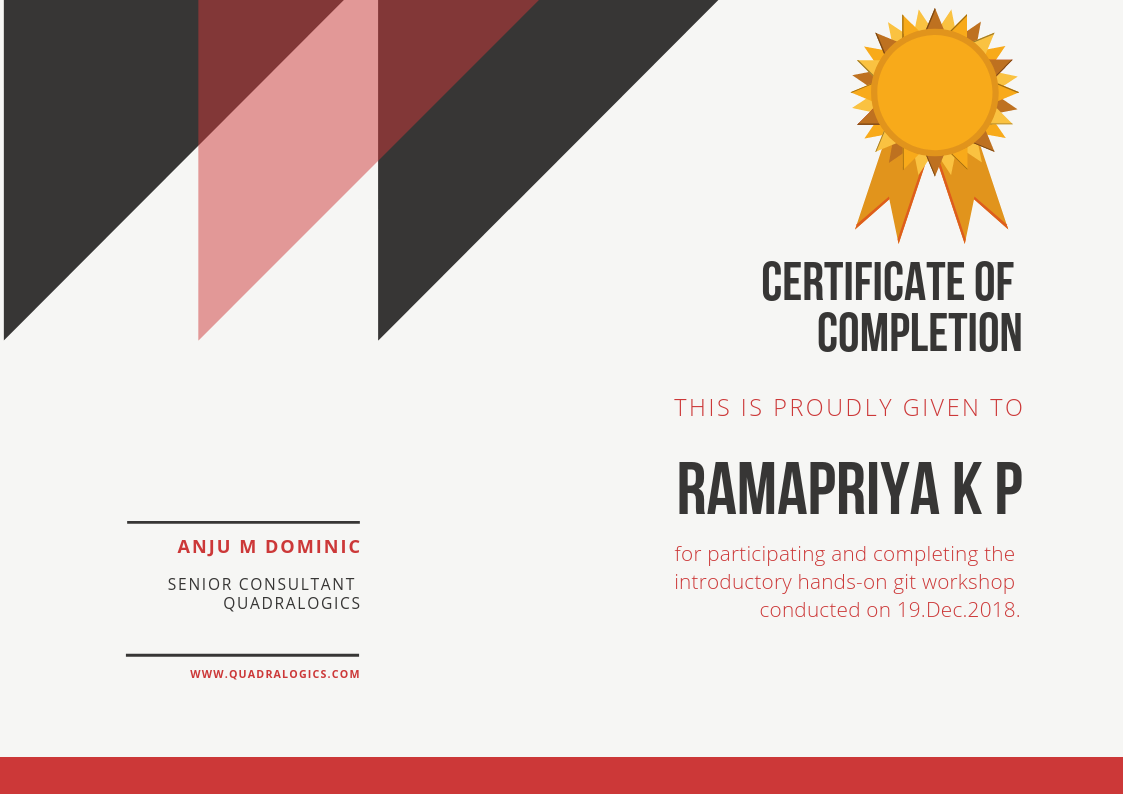 CERTIFICATE OF
COMPLETION
THIS IS PROUDLY GIVEN TO
RAMAPRIYA K P
for participating and completing the
introductory hands-on git workshop
conducted on 19.Dec.2018.
ANJU M DOMINIC
SENIOR CONSULTANT
QUADRALOGICS
WWW.QUADRALOGICS.COM